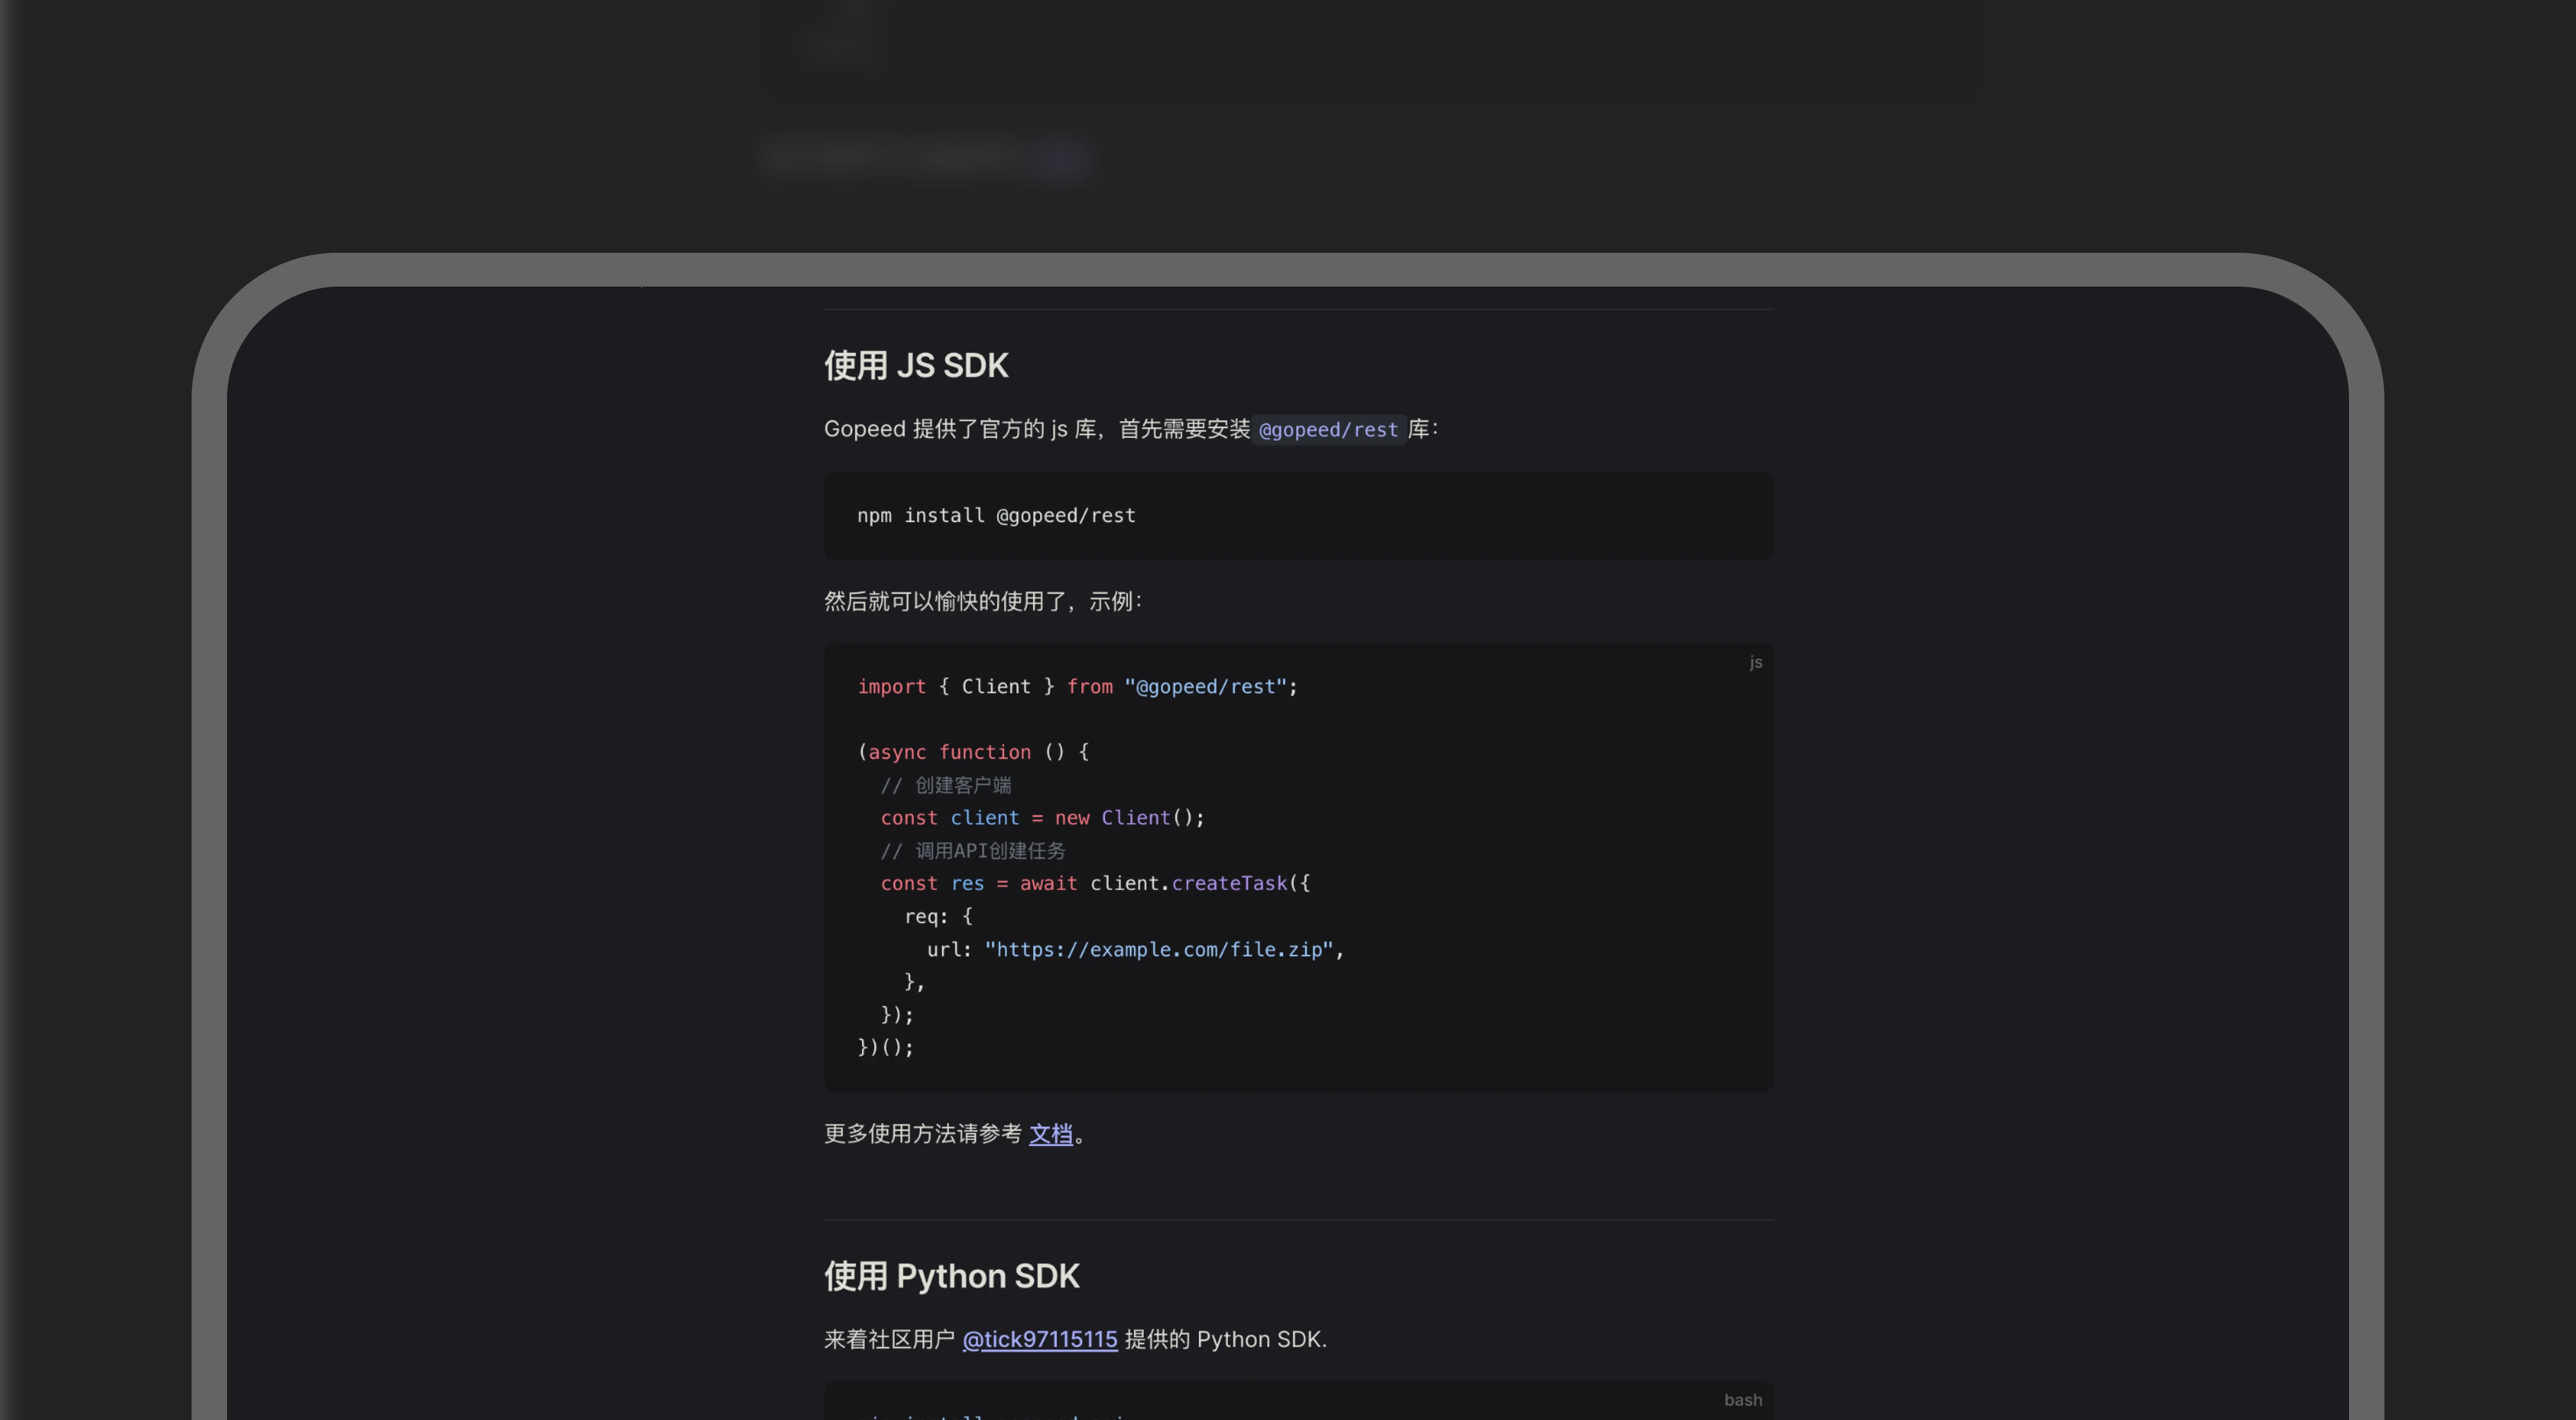 使用 JS SDK
Gopeed 提供了官方的 js 库，首先需要安装 @gopeed/rest 库：
npm install @gopeed/rest
然后就可以愉快的使用了，示例：
js
import { Client } from "@gopeed/rest";
(async function () {
  // 创建客户端
  const client = new Client();
  // 调用API创建任务
  const res = await client.createTask({
    req: {
      url: "https://example.com/file.zip",
    },
  });
})();
更多使用方法请参考 文档。
使用 Python SDK
来着社区用户 @tick97115115 提供的 Python SDK.
bash